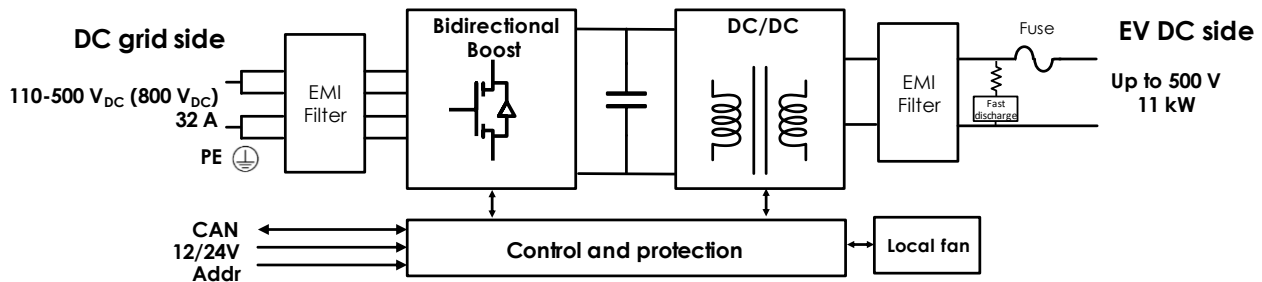 DC grid side
110-500 VDC (800 VDC)
32 A
PE
EMI
Filter
Bidirectional
Boost
DC/DC
EMI
Filter
Fuse
Fast
discharge
EV DC side
Up to 500 V
11 kW
CAN
12/24V
Addr
Control and protection
Local fan